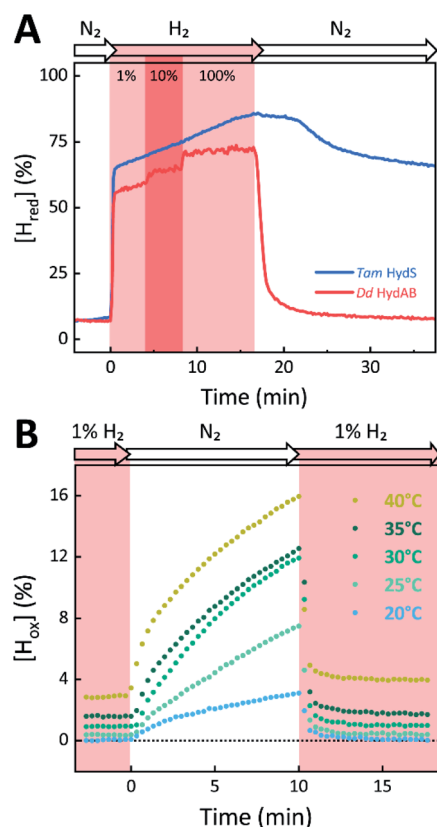 A
N₂ H₂ N₂
1% 10% 100%
100
75
50
25
0
[H_red] (%)
Tam HydS
Dd HydAB
0 10 20 30
Time (min)
B
1% H₂ N₂ 1% H₂
16
12
8
4
0
[H_ox] (%)
40°C
35°C
30°C
25°C
20°C
0 5 10 15
Time (min)